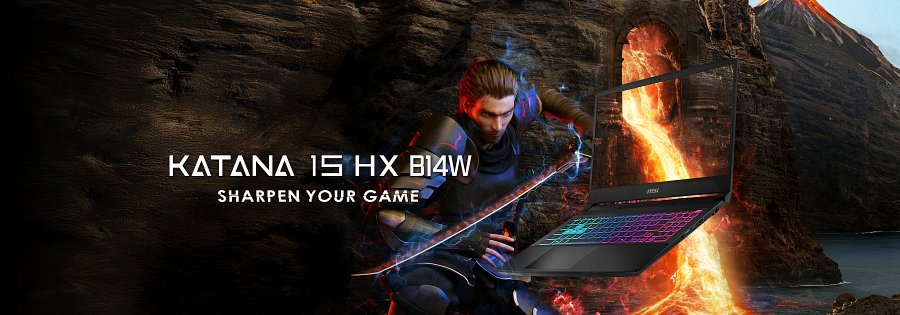 KATANA 15 HX B14W
SHARPEN YOUR GAME
msi